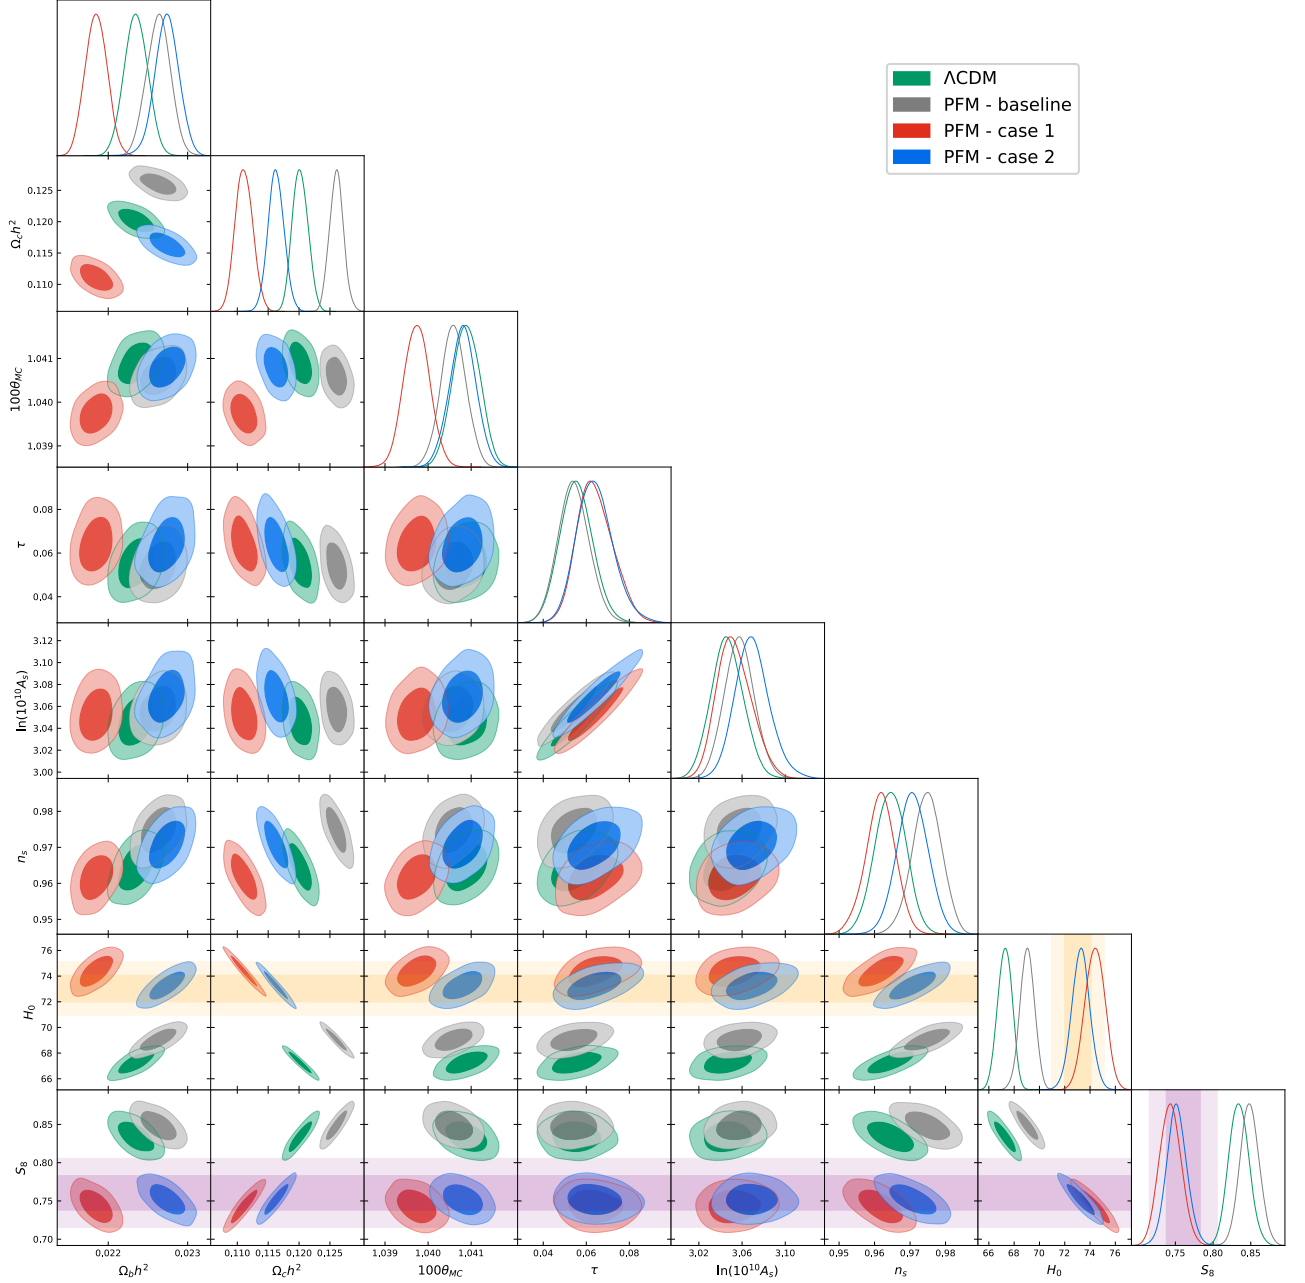 ΛCDM
PFM - baseline
PFM - case 1
PFM - case 2
0.125
0.120
0.115
0.110
Ω_c h²
1.041
1.040
1.039
100θ_MC
0.08
0.06
0.04
τ
3.12
3.10
3.08
3.06
3.04
3.02
3.00
ln(10¹⁰A_s)
0.98
0.97
0.96
0.95
n_s
76
74
72
70
68
66
H₀
0.85
0.80
0.75
0.70
S₈
0,022 0,023 0,110 0,115 0,120 0,125 1,039 1,040 1,041 0,04 0,06 0,08 3,02 3,06 3,10 0,95 0,96 0,97 0,98 66 68 70 72 74 76 0,75 0,80 0,85
Ω_b h² Ω_c h² 100θ_MC τ ln(10¹⁰A_s) n_s H₀ S₈